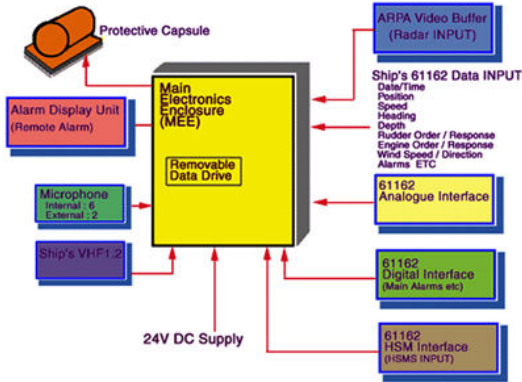 Protective Capsule
ARPA Video Buffer
(Radar INPUT)
Main
Electronics
Enclosure
(MEE)
Removable
Data Drive
Alarm Display Unit
(Remote Alarm)
Ship's 61162 Data INPUT
Date/Time
Position
Speed
Heading
Depth
Rudder Order / Response
Engine Order / Response
Wind Speed / Direction
Alarms ETC
Microphone
Internal : 6
External : 2
61162
Analogue Interface
Ship's VHF1.2
61162
Digital Interface
(Main Alarms etc)
24V DC Supply
61162
HSM Interface
(HSMS INPUT)